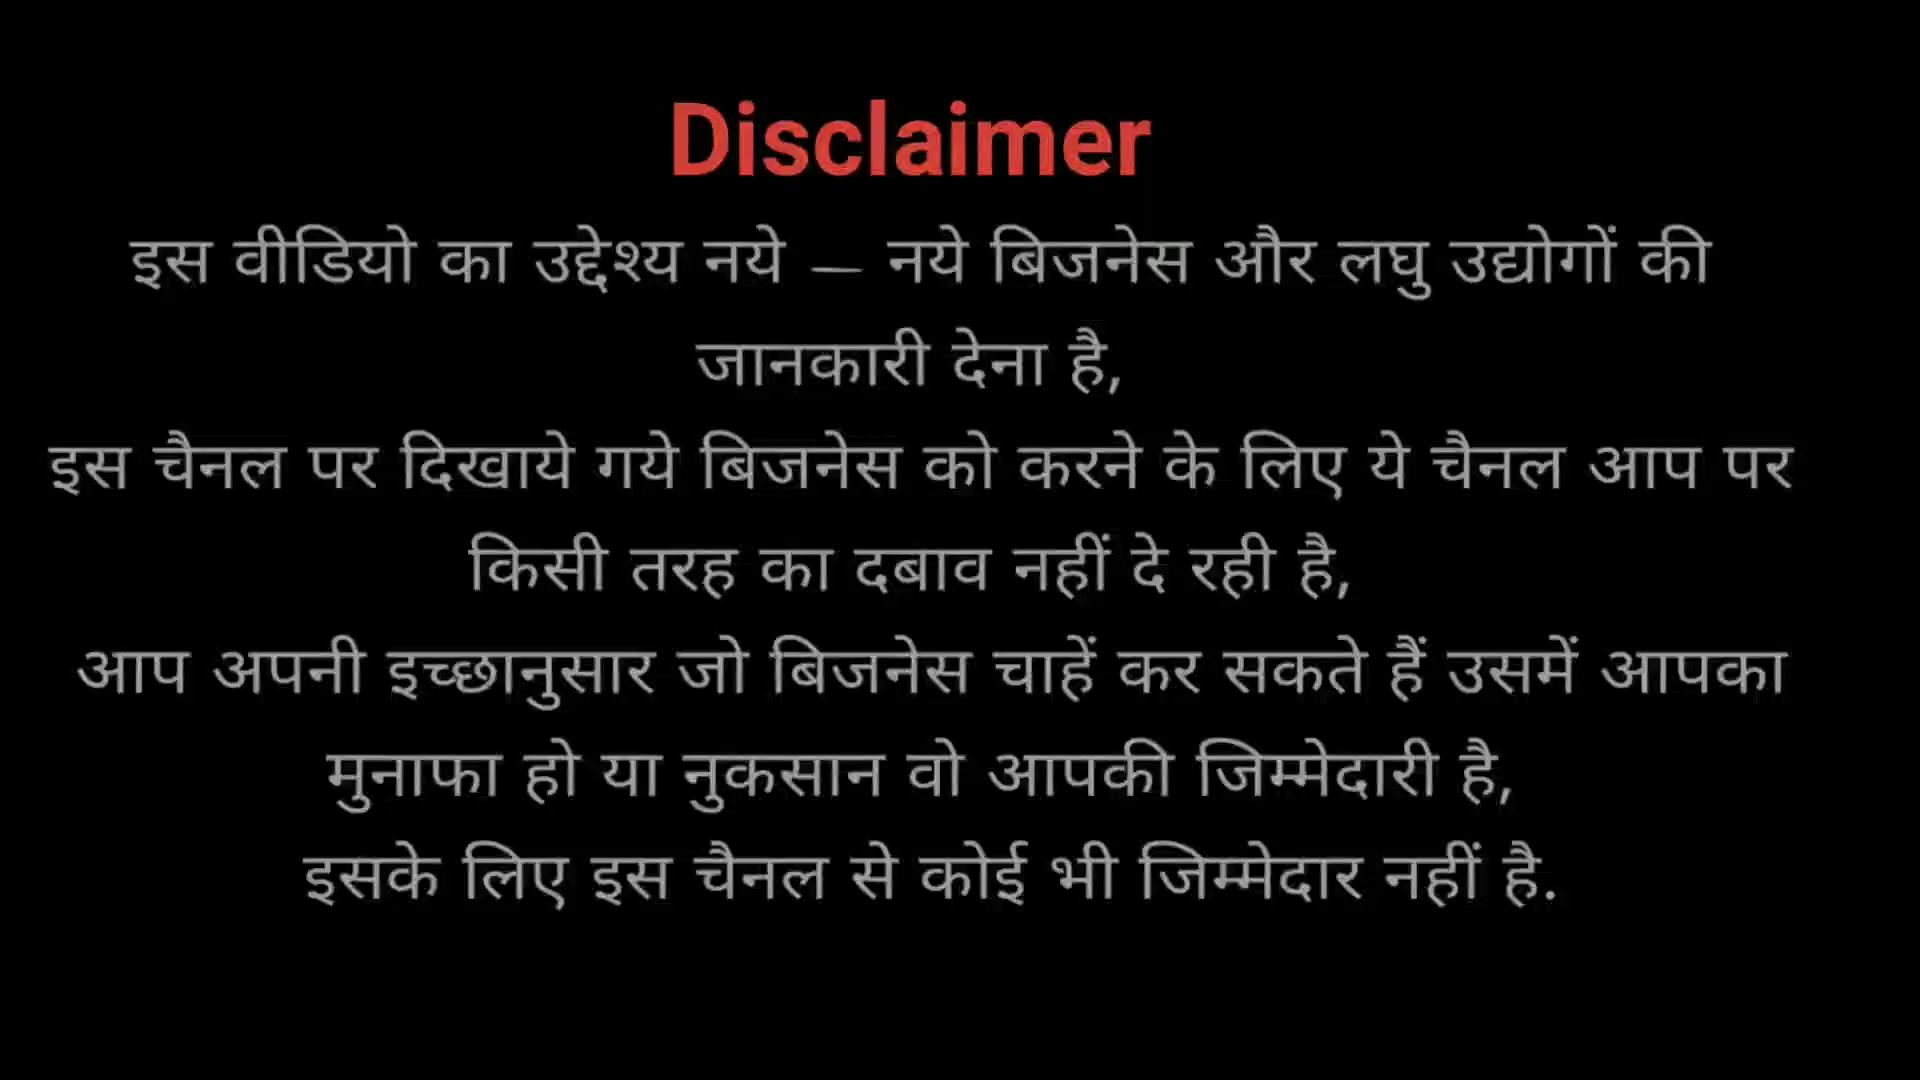 Disclaimer
इस वीडियो का उद्देश्य नये – नये बिजनेस और लघु उद्योगों की
जानकारी देना है,
इस चैनल पर दिखाये गये बिजनेस को करने के लिए ये चैनल आप पर
किसी तरह का दबाव नहीं दे रही है,
आप अपनी इच्छानुसार जो बिजनेस चाहें कर सकते हैं उसमें आपका
मुनाफा हो या नुकसान वो आपकी जिम्मेदारी है,
इसके लिए इस चैनल से कोई भी जिम्मेदार नहीं है.